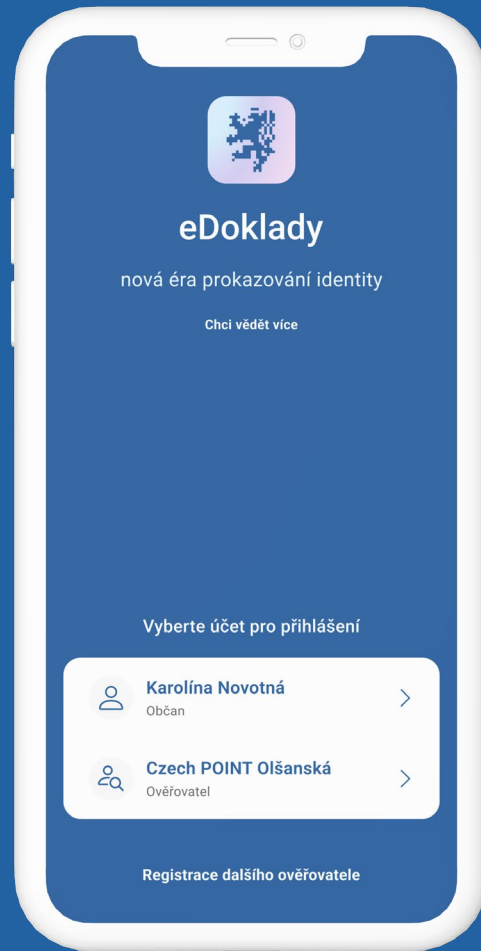 eDoklady
nová éra prokazování identity
Chci vědět více
Vyberte účet pro přihlášení
Karolína Novotná
Občan
Czech POINT Olšanská
Ověřovatel
Registrace dalšího ověřovatele